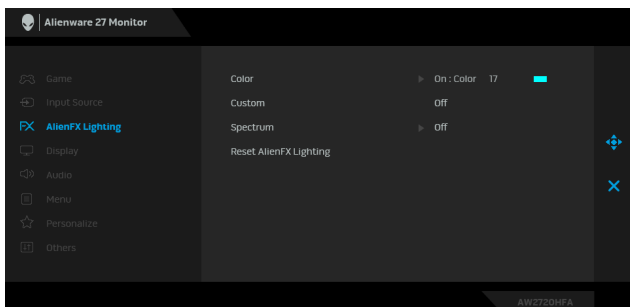 Alienware 27 Monitor
Game
Input Source
FX AlienFX Lighting
Display
Audio
Menu
Personalize
Others
Color On : Color 17
Custom Off
Spectrum Off
Reset AlienFX Lighting
AW2720HFA